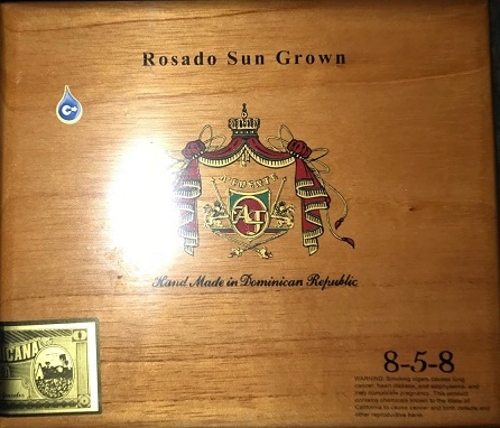 Rosado Sun Grown
A. FUENTE
AF
Hand Made in Dominican Republic
ICANA
8-5-8
WARNING: Smoking cigars causes lung
cancer, heart disease, and emphysema, and
may complicate pregnancy. This product
contains chemicals known to the State of
California to cause cancer and birth defects and
other reproductive harm.